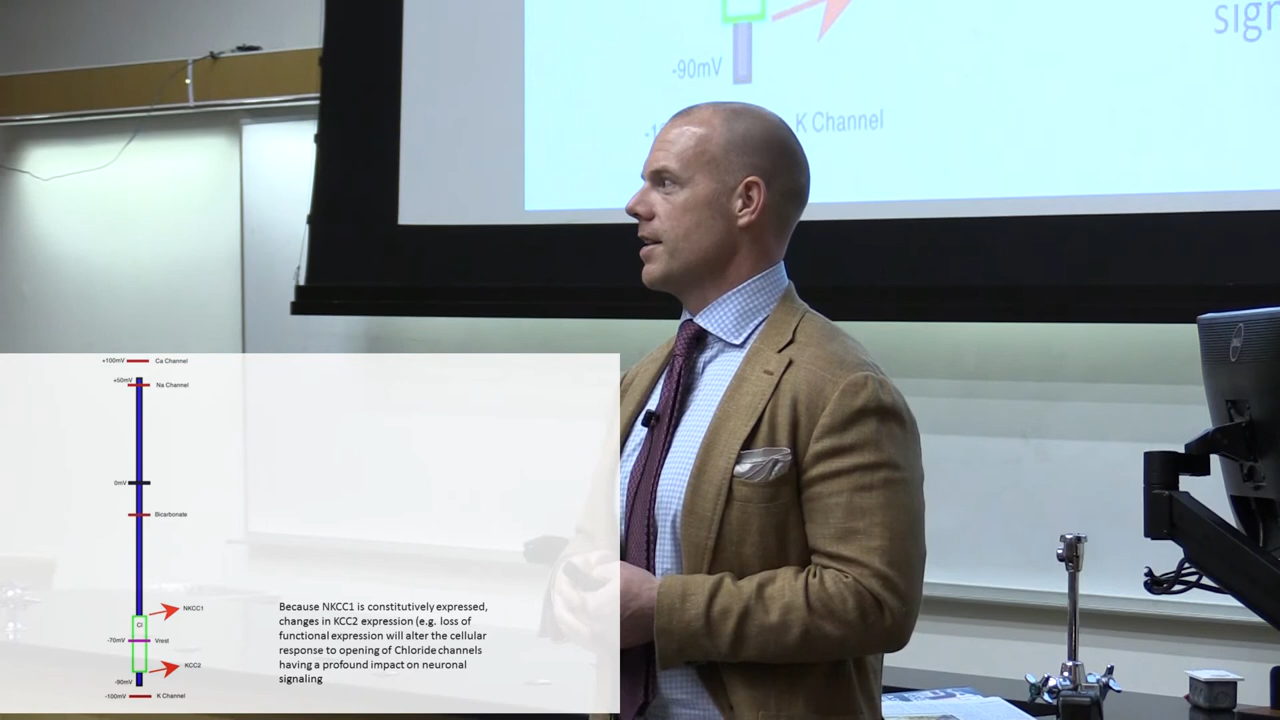 sigr
-90mV
K Channel
+100mV Ca Channel
+50mV Na Channel
0mV
Bicarbonate
NKCC1
Cl
-70mV Vrest
KCC2
-90mV
-100mV K Channel
Because NKCC1 is constitutively expressed,
changes in KCC2 expression (e.g. loss of
functional expression will alter the cellular
response to opening of Chloride channels
having a profound impact on neuronal
signaling